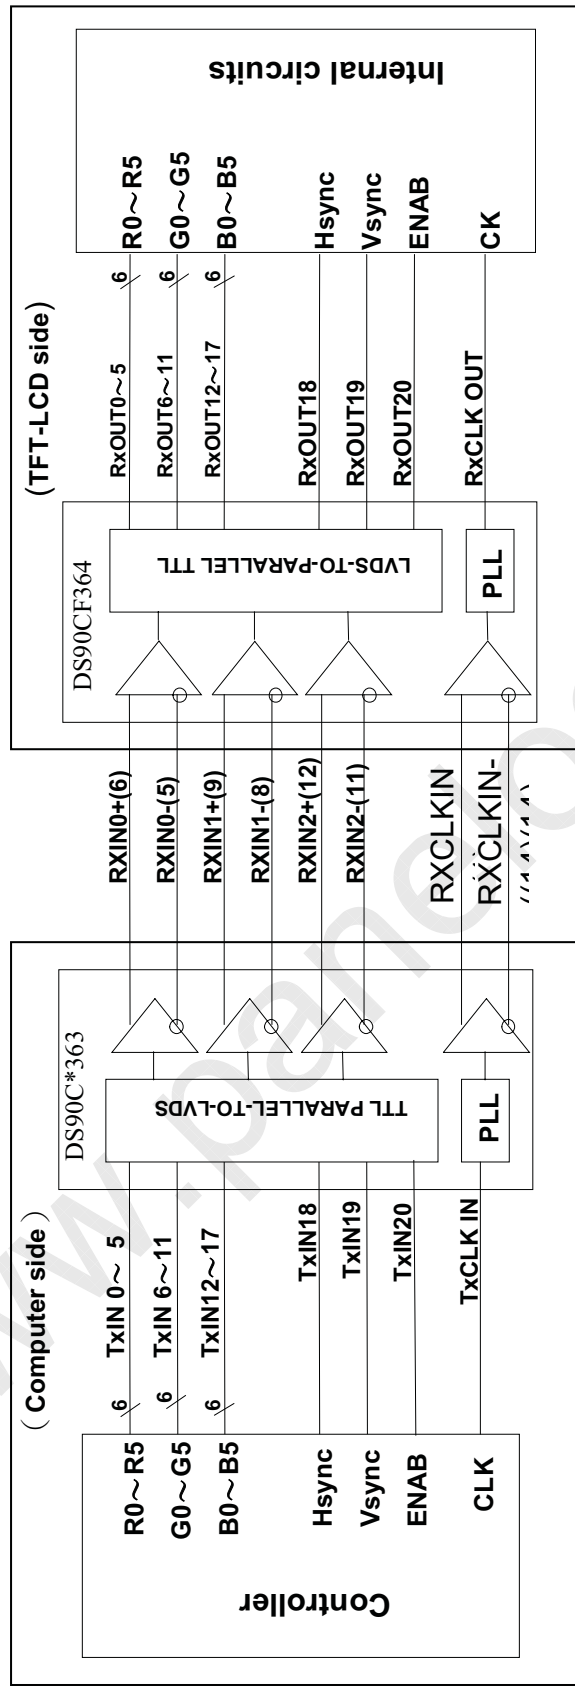 (Computer side)
(TFT-LCD side)
DS90C*363
DS90CF364
Controller
R0～R5
G0～G5
B0～B5
Hsync
Vsync
ENAB
CLK
6
6
6
TxIN 0～ 5
TxIN 6～11
TxIN12～17
TxIN18
TxIN19
TxIN20
TxCLK IN
TTL PARALLEL-TO-LVDS
PLL
RXIN0+(6)
RXIN0-(5)
RXIN1+(9)
RXIN1-(8)
RXIN2+(12)
RXIN2-(11)
RXCLKIN
RXCLKIN-
LVDS-TO-PARALLEL TTL
PLL
RxOUT0～5
RxOUT6～11
RxOUT12～17
RxOUT18
RxOUT19
RxOUT20
RxCLK OUT
6
6
6
R0～R5
G0～G5
B0～B5
Hsync
Vsync
ENAB
CK
Internal circuits
www.panelo